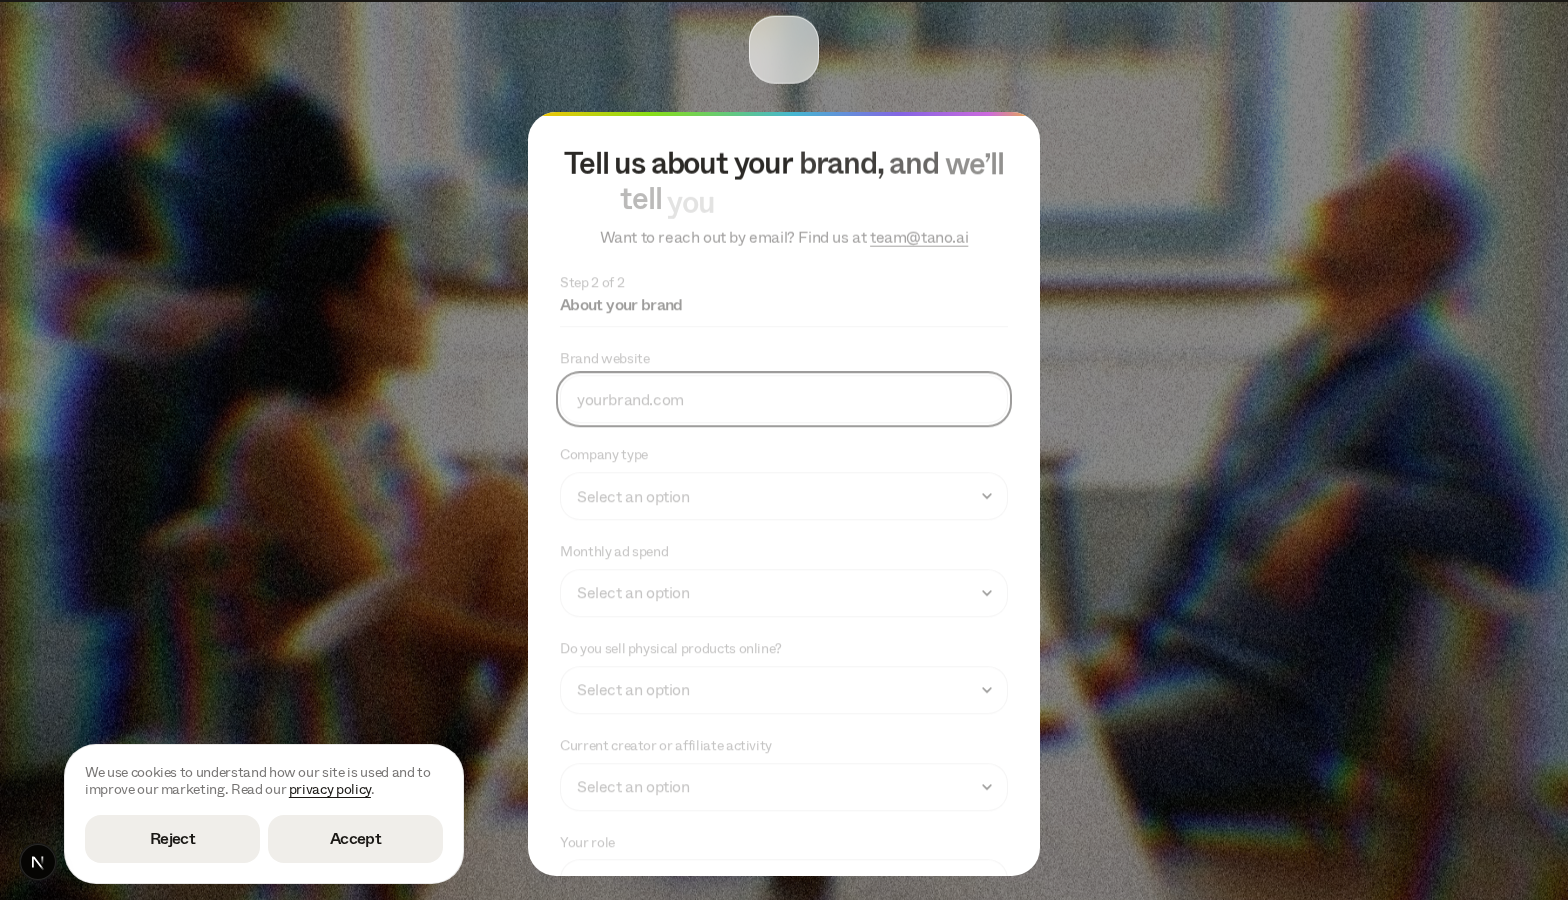 Tell us about your brand, and we’ll
tell you
Want to reach out by email? Find us at team@tano.ai
Step 2 of 2
About your brand
Brand website
yourbrand.com
Company type
Select an option
Monthly ad spend
Select an option
Do you sell physical products online?
Select an option
Current creator or affiliate activity
Select an option
Your role
We use cookies to understand how our site is used and to
improve our marketing. Read our privacy policy.
Reject
Accept
N